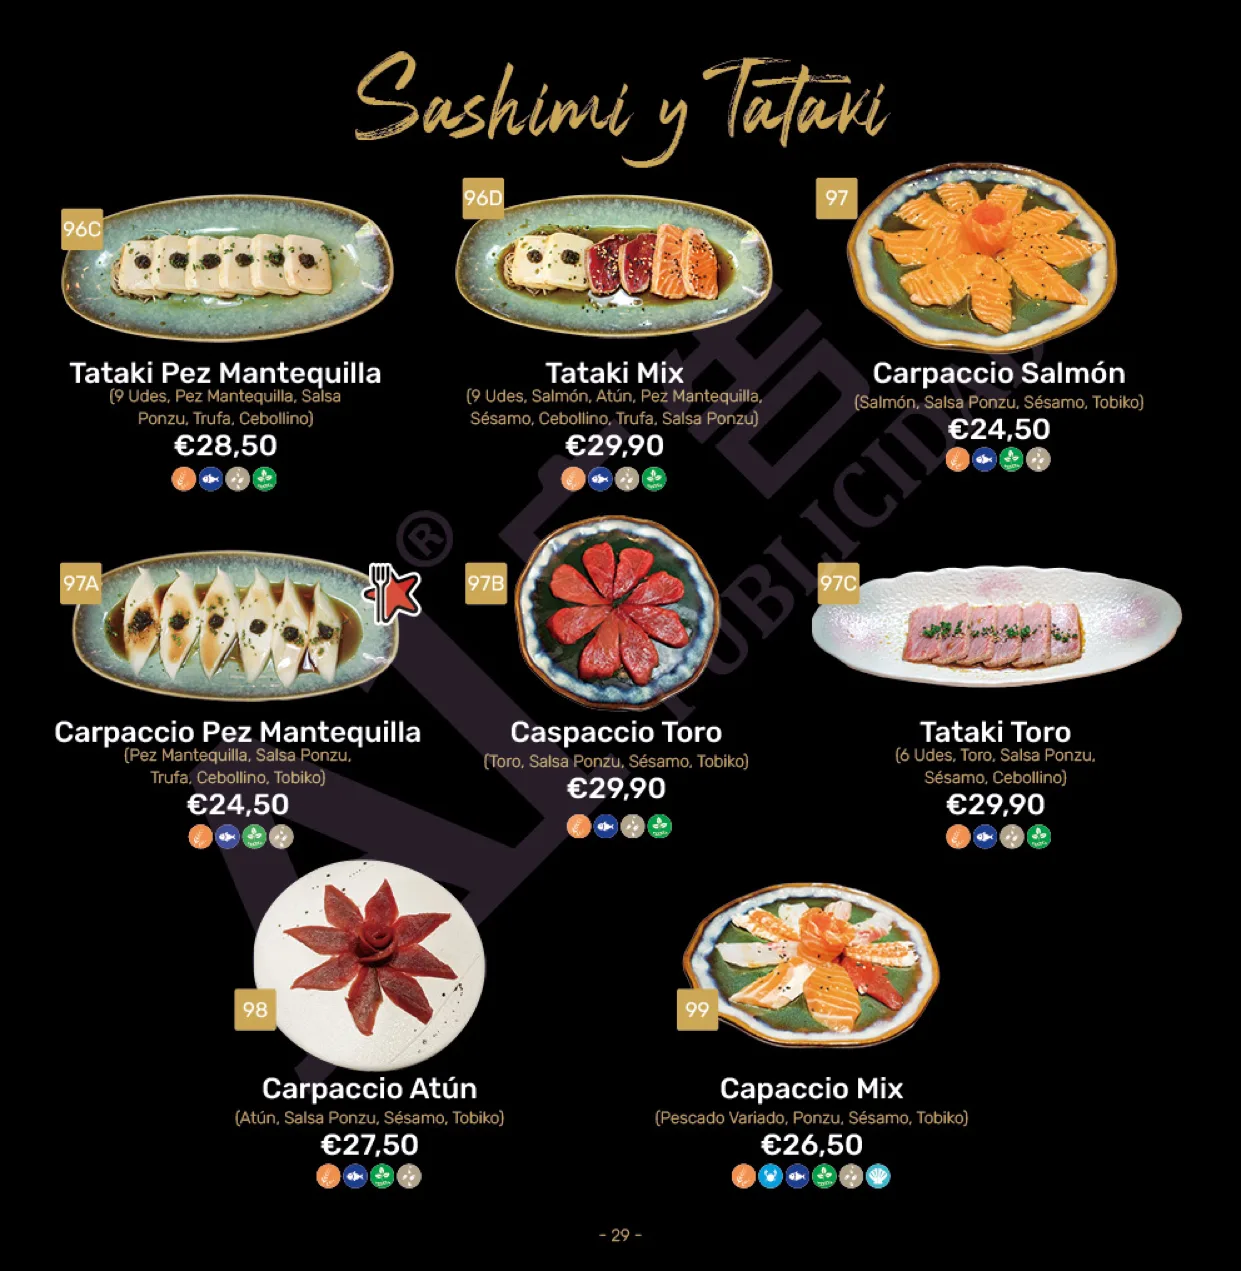 Sashimi y Tataki
96C
Tataki Pez Mantequilla
(9 Udes, Pez Mantequilla, Salsa
Ponzu, Trufa, Cebollino)
€28,50
96D
Tataki Mix
(9 Udes, Salmón, Atún, Pez Mantequilla,
Sésamo, Cebollino, Trufa, Salsa Ponzu)
€29,90
97
Carpaccio Salmón
(Salmón, Salsa Ponzu, Sésamo, Tobiko)
€24,50
97A
Carpaccio Pez Mantequilla
(Pez Mantequilla, Salsa Ponzu,
Trufa, Cebollino, Tobiko)
€24,50
97B
Caspaccio Toro
(Toro, Salsa Ponzu, Sésamo, Tobiko)
€29,90
97C
Tataki Toro
(6 Udes, Toro, Salsa Ponzu,
Sésamo, Cebollino)
€29,90
98
Carpaccio Atún
(Atún, Salsa Ponzu, Sésamo, Tobiko)
€27,50
99
Capaccio Mix
(Pescado Variado, Ponzu, Sésamo, Tobiko)
€26,50
- 29 -
®
PUBLICIDA